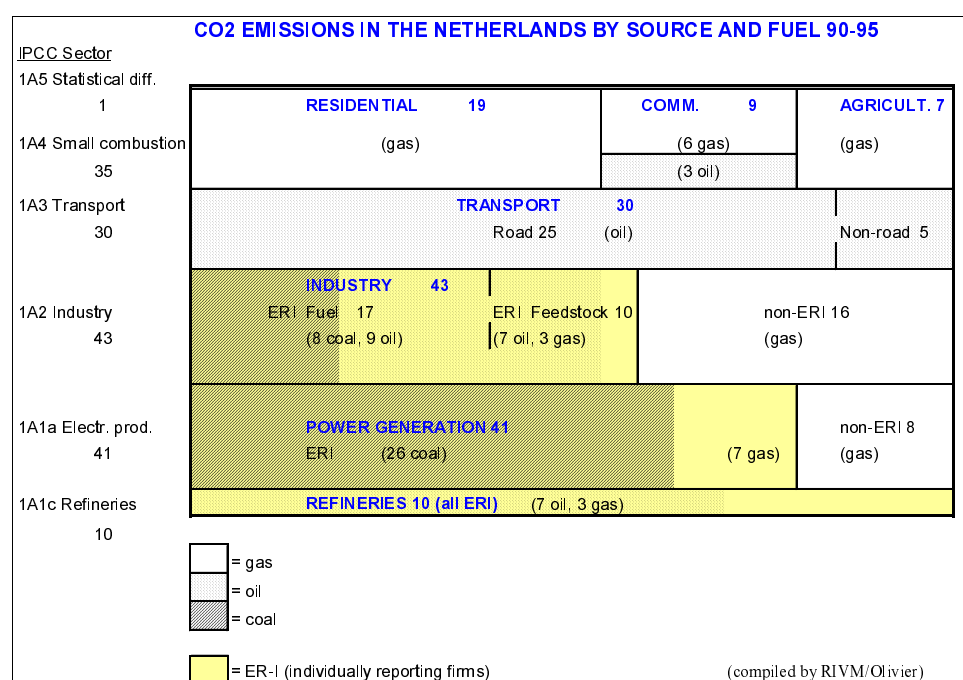 CO2 EMISSIONS IN THE NETHERLANDS BY SOURCE AND FUEL 90-95
IPCC Sector
1A5 Statistical diff.
1
RESIDENTIAL 19
COMM. 9
AGRICULT. 7
1A4 Small combustion
35
(gas)
(6 gas)
(3 oil)
(gas)
1A3 Transport
30
TRANSPORT 30
Road 25 (oil)
Non-road 5
1A2 Industry
43
INDUSTRY 43
ERI Fuel 17
(8 coal, 9 oil)
ERI Feedstock 10
(7 oil, 3 gas)
non-ERI 16
(gas)
1A1a Electr. prod.
41
POWER GENERATION 41
ERI (26 coal)
(7 gas)
non-ERI 8
(gas)
1A1c Refineries
10
REFINERIES 10 (all ERI) (7 oil, 3 gas)
= gas
= oil
= coal
= ER-I (individually reporting firms)
(compiled by RIVM/Olivier)